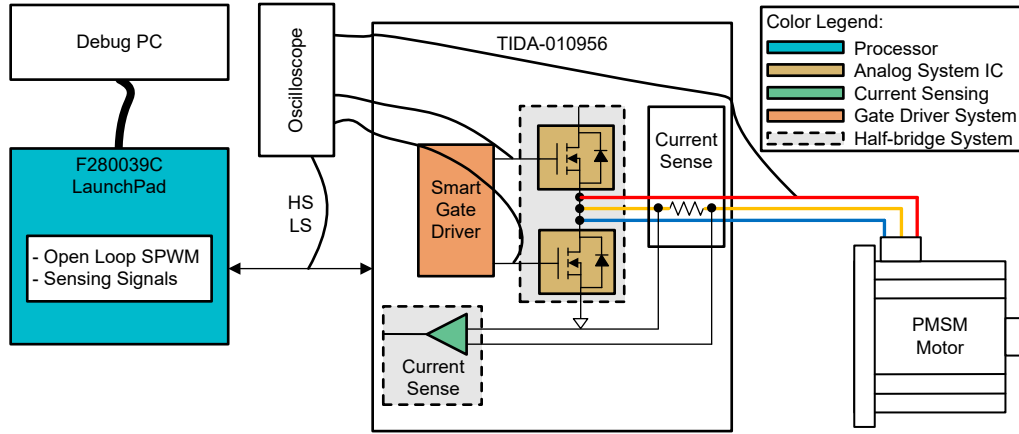 Debug PC
F280039C
LaunchPad
- Open Loop SPWM
- Sensing Signals
Oscilloscope
HS
LS
TIDA-010956
Smart
Gate
Driver
Current
Sense
Current
Sense
Color Legend:
Processor
Analog System IC
Current Sensing
Gate Driver System
Half-bridge System
PMSM
Motor